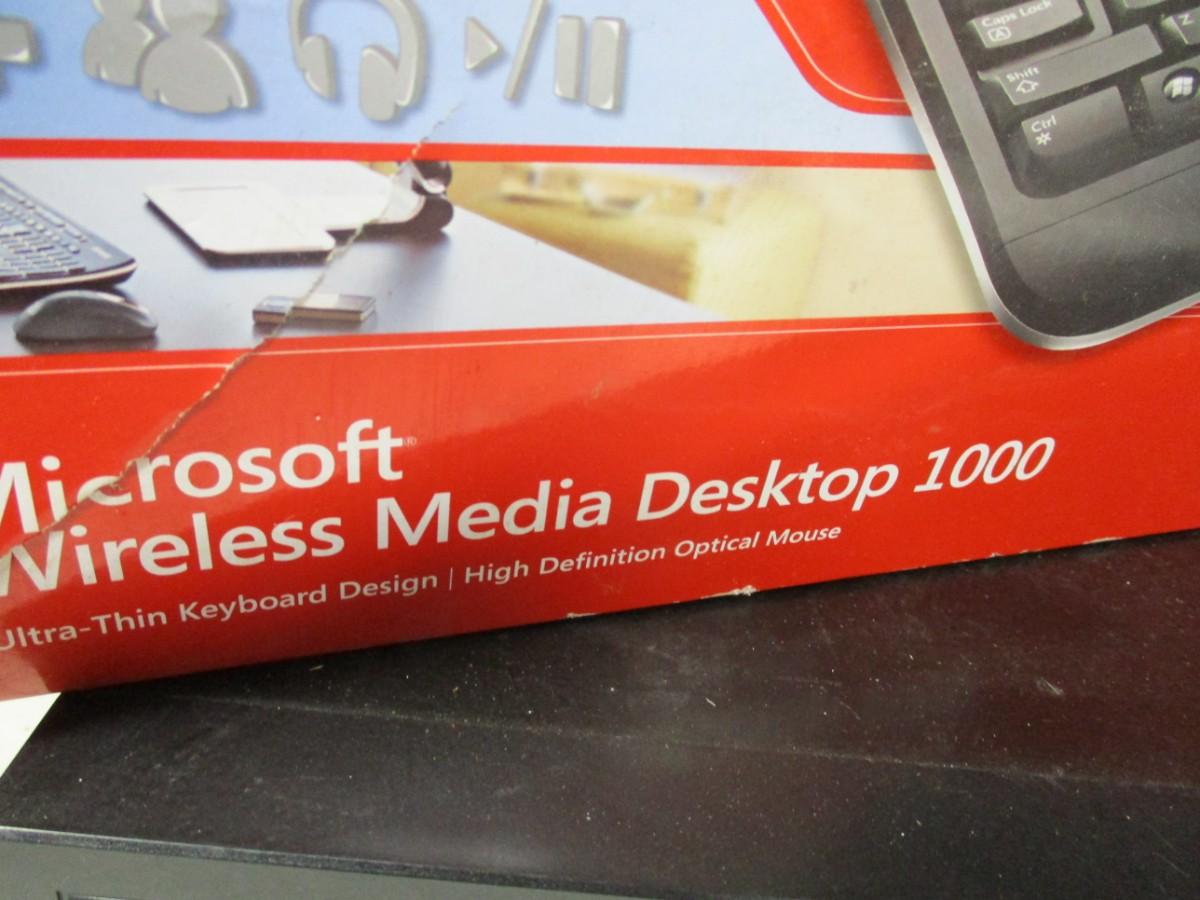 Caps Lock
A
Z
Shift
Ctrl
Microsoft®
Wireless Media Desktop 1000
Ultra-Thin Keyboard Design | High Definition Optical Mouse